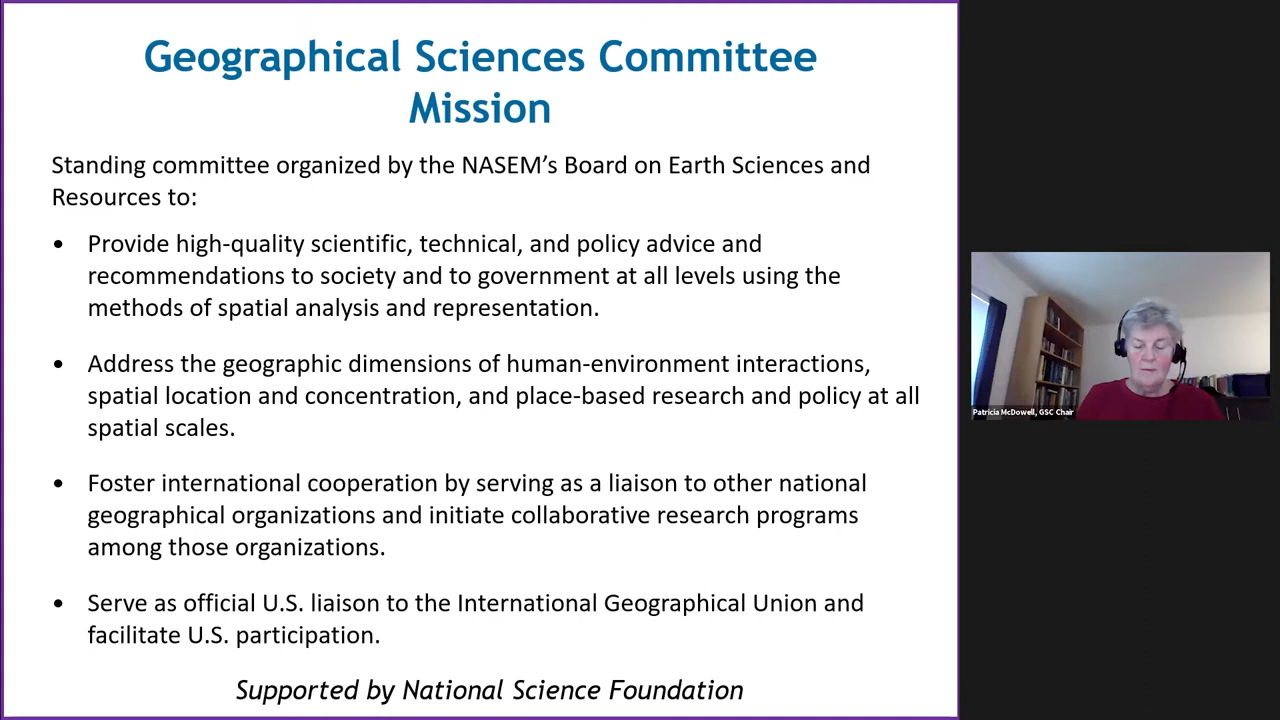 Geographical Sciences Committee
Mission
Standing committee organized by the NASEM’s Board on Earth Sciences and
Resources to:
• Provide high-quality scientific, technical, and policy advice and
recommendations to society and to government at all levels using the
methods of spatial analysis and representation.
• Address the geographic dimensions of human-environment interactions,
spatial location and concentration, and place-based research and policy at all
spatial scales.
• Foster international cooperation by serving as a liaison to other national
geographical organizations and initiate collaborative research programs
among those organizations.
• Serve as official U.S. liaison to the International Geographical Union and
facilitate U.S. participation.
Supported by National Science Foundation
Patricia McDowell, GSC Chair